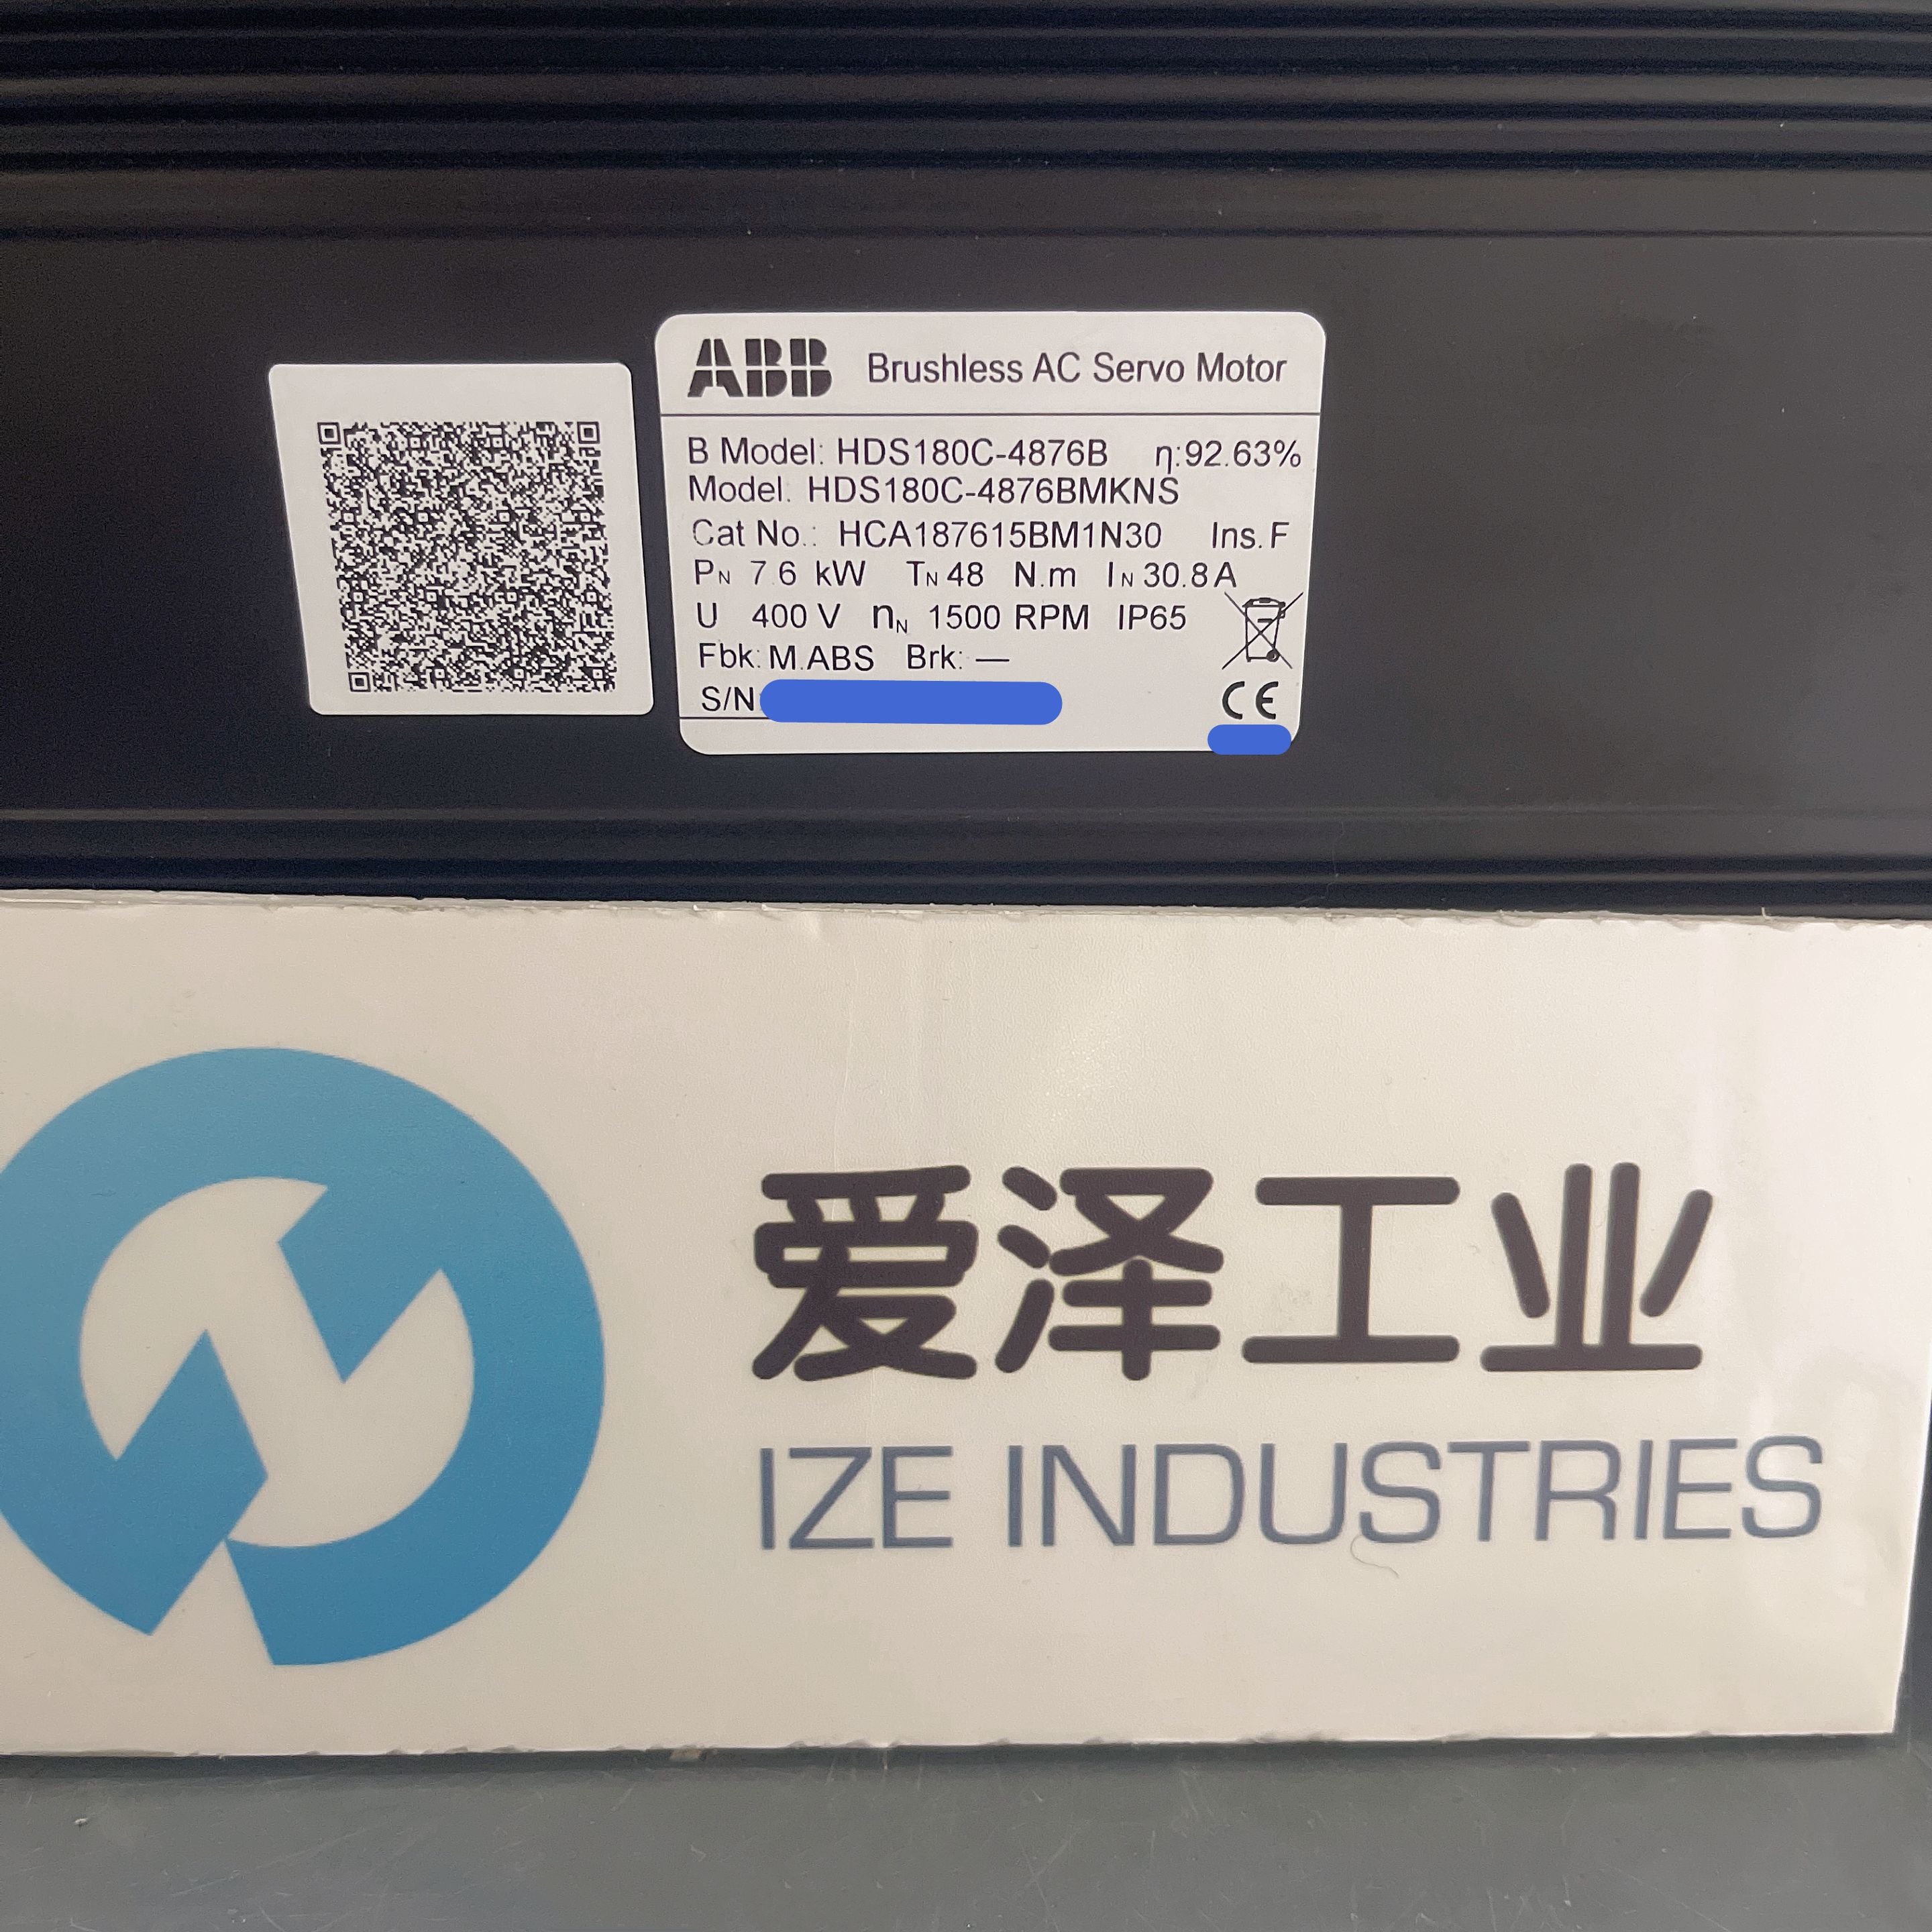 ABB Brushless AC Servo Motor
B Model: HDS180C-4876B η:92.63%
Model: HDS180C-4876BMKNS
Cat No.: HCA187615BM1N30 Ins.F
PN 7.6 kW TN 48 N.m IN 30.8A
U 400 V nN 1500 RPM IP65
Fbk: M.ABS Brk: —
S/N:
CE
爱泽工业
IZE INDUSTRIES